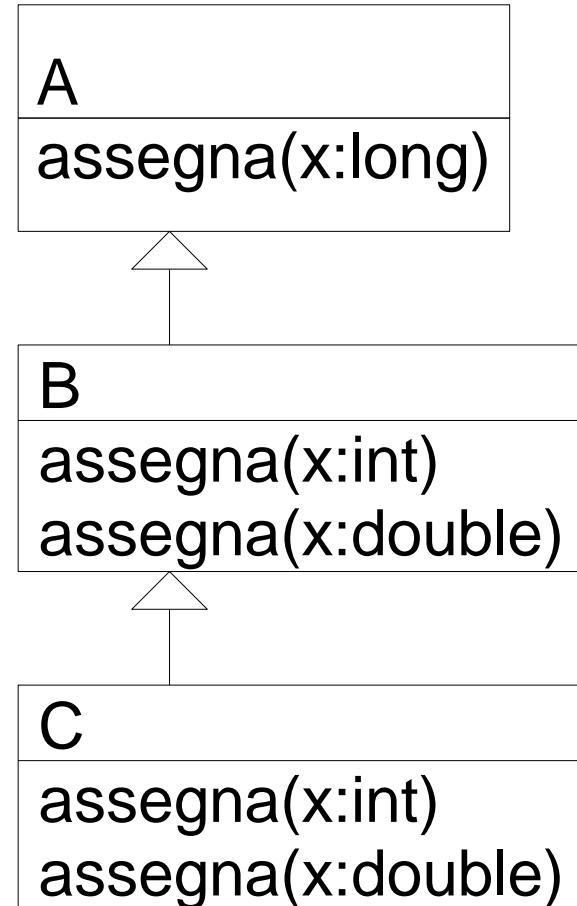 A
assegna(x:long)
B
assegna(x:int)
assegna(x:double)
C
assegna(x:int)
assegna(x:double)